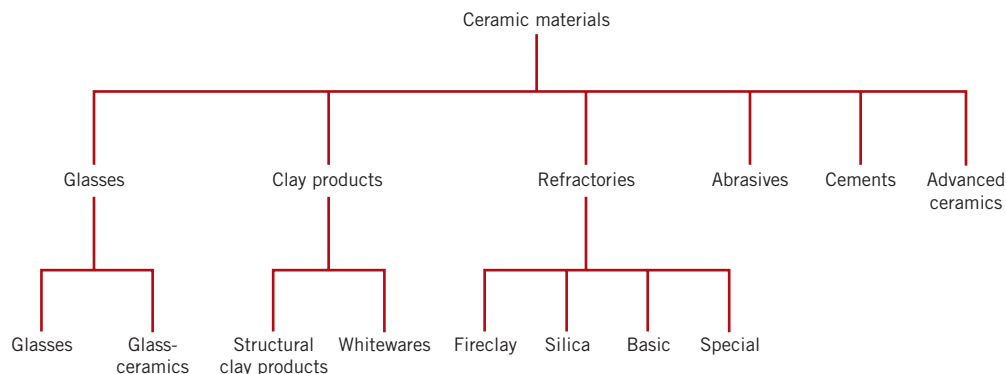 Ceramic materials
Glasses
Clay products
Refractories
Abrasives
Cements
Advanced
ceramics
Glasses
Glass-
ceramics
Structural
clay products
Whitewares
Fireclay
Silica
Basic
Special